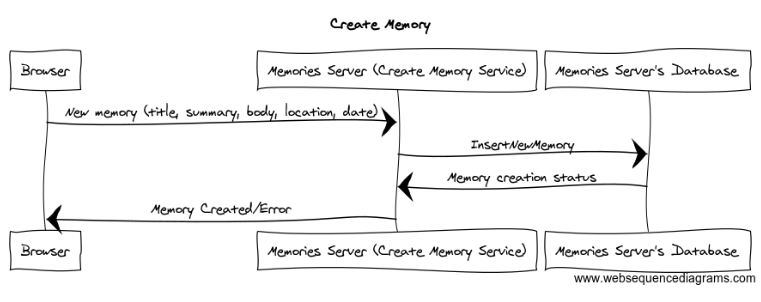 Create Memory
Browser
Memories Server (Create Memory Service)
Memories Server's Database
New memory (title, summary, body, location, date)
InsertNewMemory
Memory creation status
Memory Created/Error
Browser
Memories Server (Create Memory Service)
Memories Server's Database
www.websequencediagrams.com